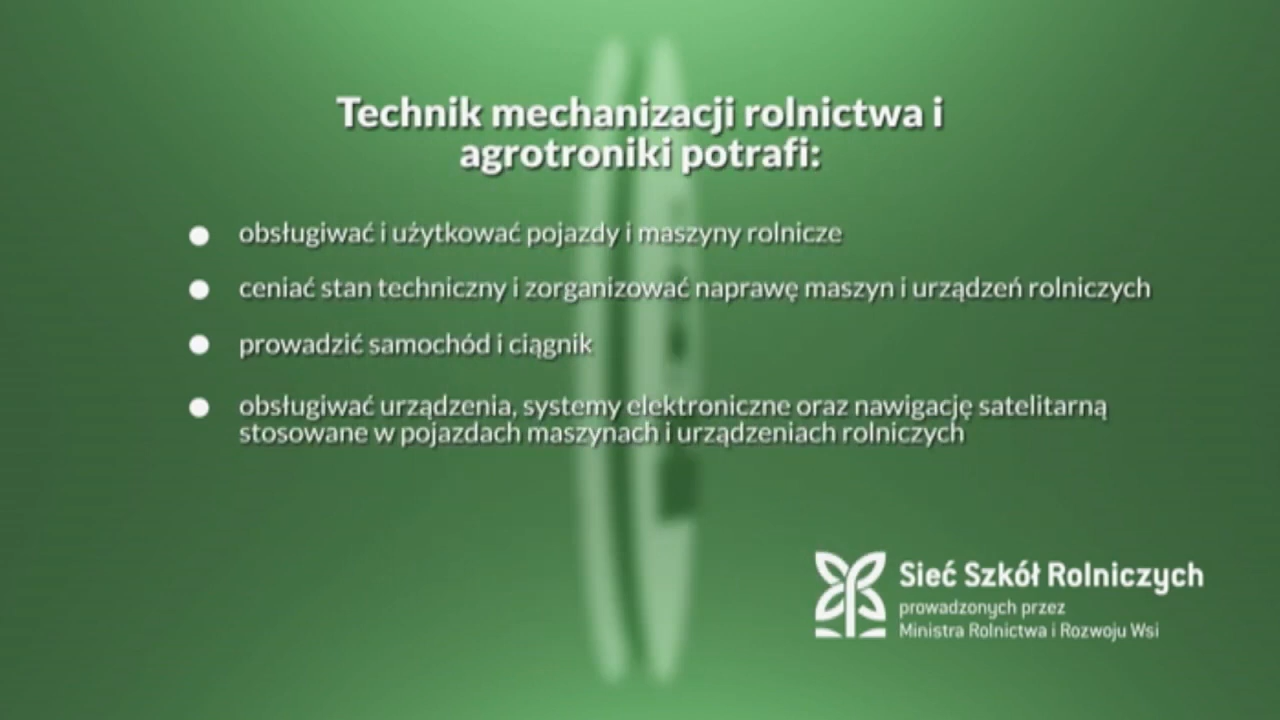 Technik mechanizacji rolnictwa i
agrotroniki potrafi:
obsługiwać i użytkować pojazdy i maszyny rolnicze
ceniać stan techniczny i zorganizować naprawę maszyn i urządzeń rolniczych
prowadzić samochód i ciągnik
obsługiwać urządzenia, systemy elektroniczne oraz nawigację satelitarną
stosowane w pojazdach maszynach i urządzeniach rolniczych
Sieć Szkół Rolniczych
prowadzonych przez
Ministra Rolnictwa i Rozwoju Wsi